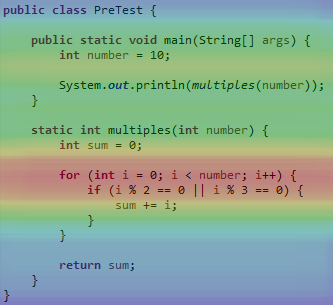 public class PreTest {
public static void main(String[] args) {
int number = 10;
System.out.println(multiples(number));
}
static int multiples(int number) {
int sum = 0;
for (int i = 0; i < number; i++) {
if (i % 2 == 0 || i % 3 == 0) {
sum += i;
}
}
return sum;
}
}